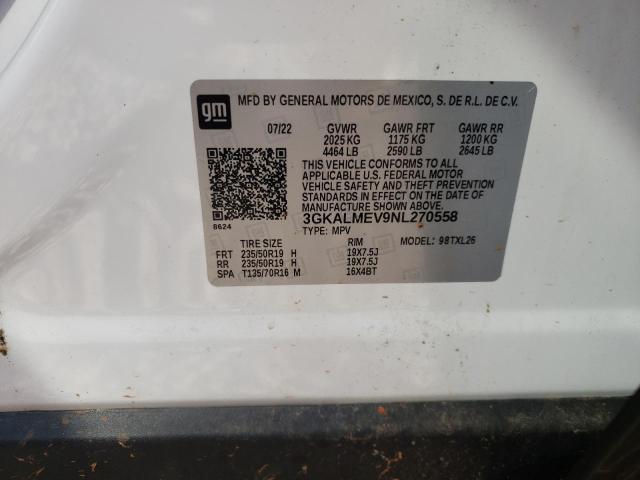 gm
MFD BY GENERAL MOTORS DE MEXICO, S. DE R.L. DE C.V.
07/22 GVWR GAWR FRT GAWR RR
2025 KG 1175 KG 1200 KG
4464 LB 2590 LB 2645 LB
THIS VEHICLE CONFORMS TO ALL
APPLICABLE U.S. FEDERAL MOTOR
VEHICLE SAFETY AND THEFT PREVENTION
STANDARDS IN EFFECT ON THE DATE OF
MANUFACTURE SHOWN ABOVE.
8624 3GKALMEV9NL270558
TYPE: MPV MODEL: 98TXL26
TIRE SIZE RIM
FRT 235/50R19 H 19X7.5J
RR 235/50R19 H 19X7.5J
SPA T135/70R16 M 16X4BT